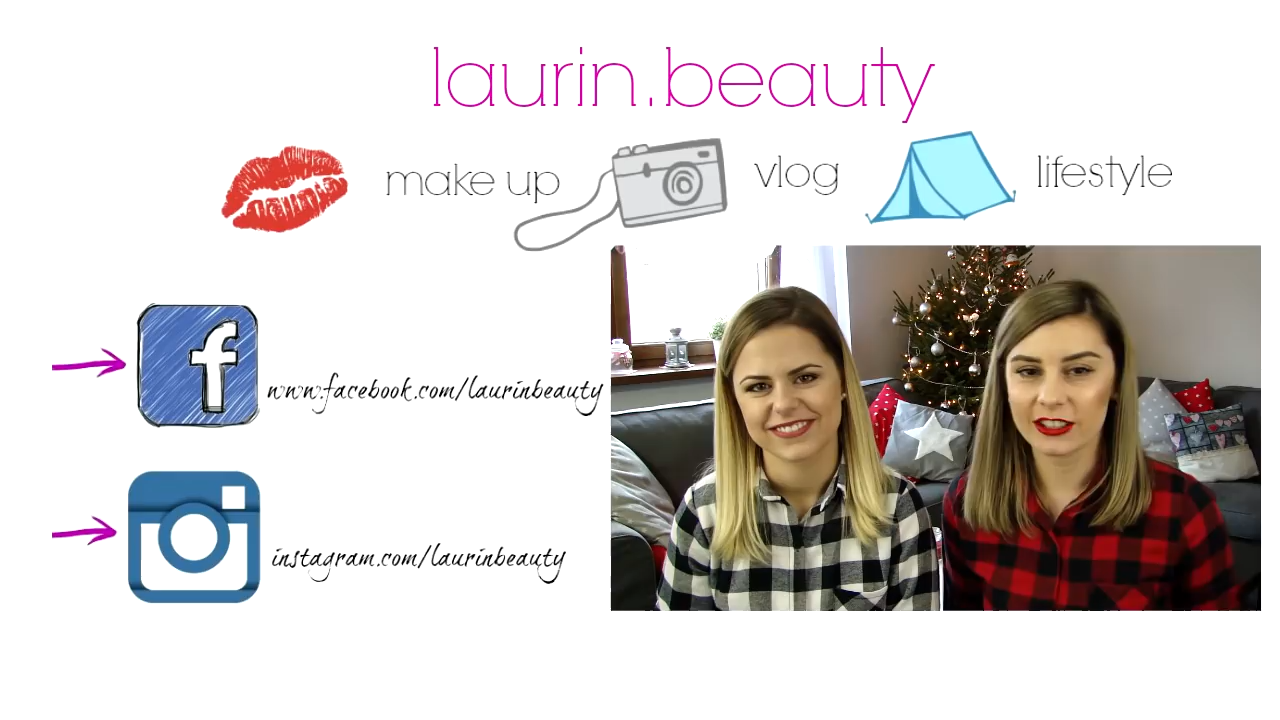 laurin.beauty
make up
vlog
lifestyle
www.facebook.com/laurinbeauty
instagram.com/laurinbeauty